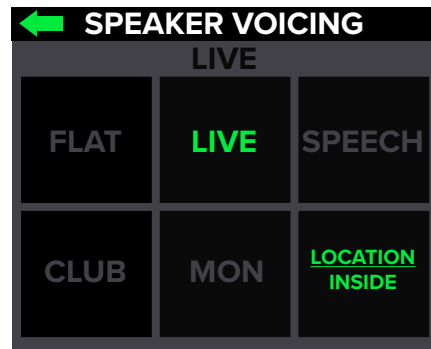 SPEAKER VOICING
LIVE
FLAT LIVE SPEECH
CLUB MON LOCATION
INSIDE